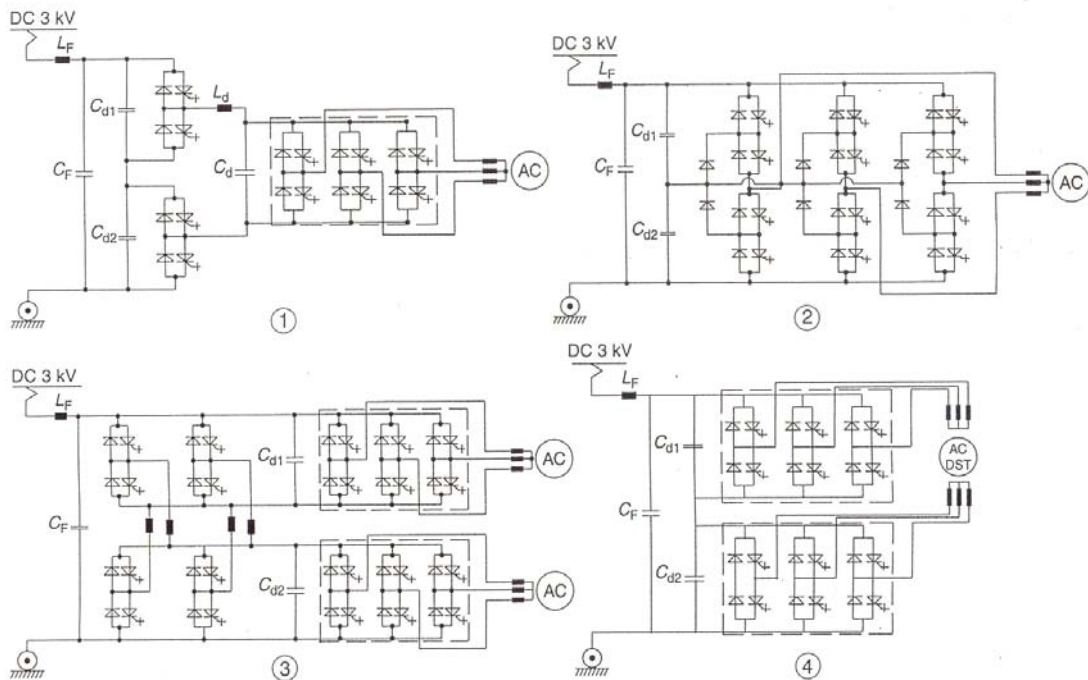 DC 3 kV
L_F
C_d1
L_d
C_F
C_d
AC
C_d2
①
DC 3 kV
L_F
C_d1
C_F
AC
C_d2
②
DC 3 kV
L_F
C_d1
AC
C_F
C_d2
AC
③
DC 3 kV
L_F
C_d1
AC
DST
C_F
C_d2
④